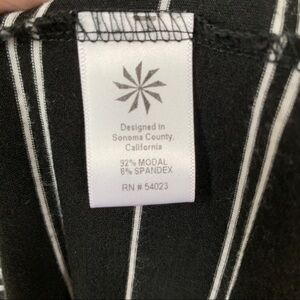 Designed in
Sonoma County,
California
92% MODAL
8% SPANDEX
RN # 54023